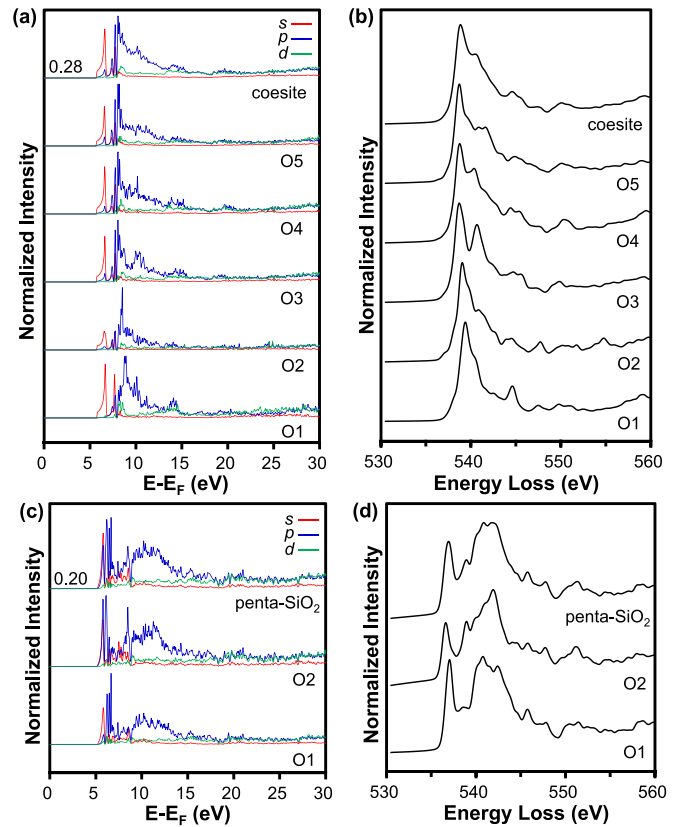 (a)
s
p
d
0.28
coesite
O5
O4
O3
O2
O1
Normalized Intensity
0 5 10 15 20 25 30
E-E_F (eV)
(b)
coesite
O5
O4
O3
O2
O1
Normalized Intensity
530 540 550 560
Energy Loss (eV)
(c)
s
p
d
0.20
penta-SiO₂
O2
O1
Normalized Intensity
0 5 10 15 20 25 30
E-E_F (eV)
(d)
penta-SiO₂
O2
O1
Normalized Intensity
530 540 550 560
Energy Loss (eV)